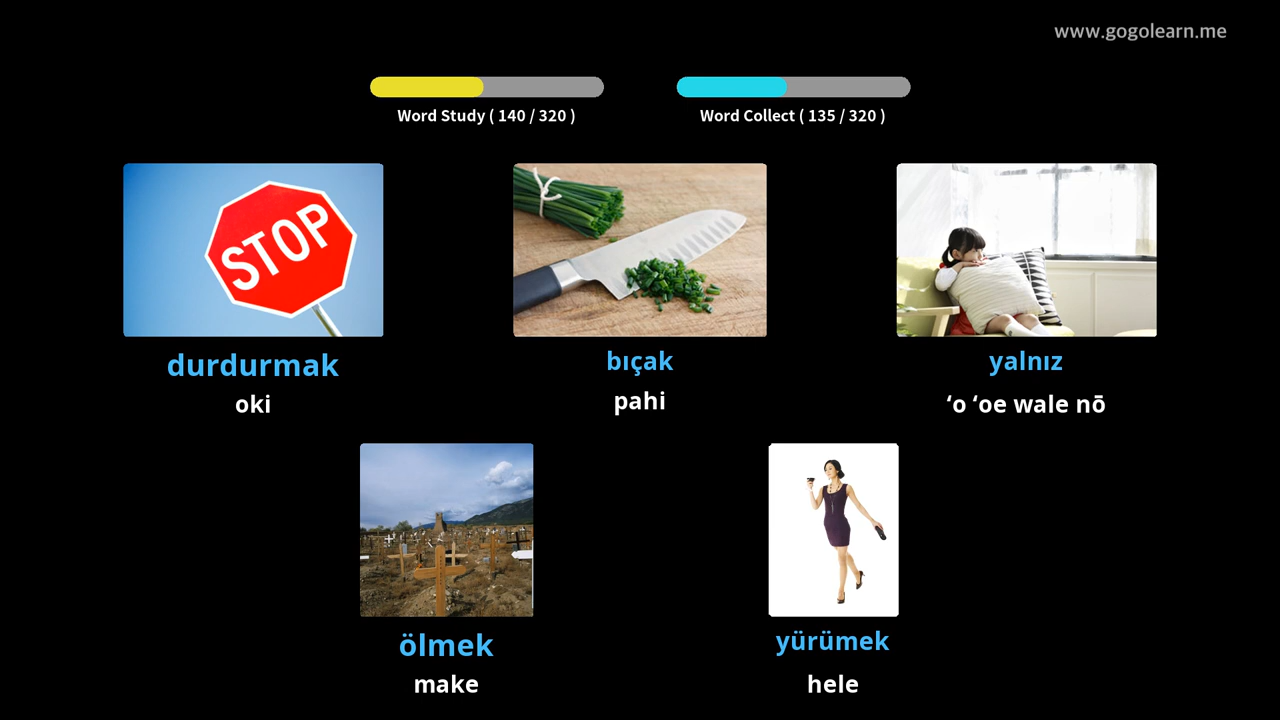 www.gogolearn.me
Word Study ( 140 / 320 )
Word Collect ( 135 / 320 )
STOP
durdurmak
oki
bıçak
pahi
yalnız
ʻo ʻoe wale nō
ölmek
make
yürümek
hele